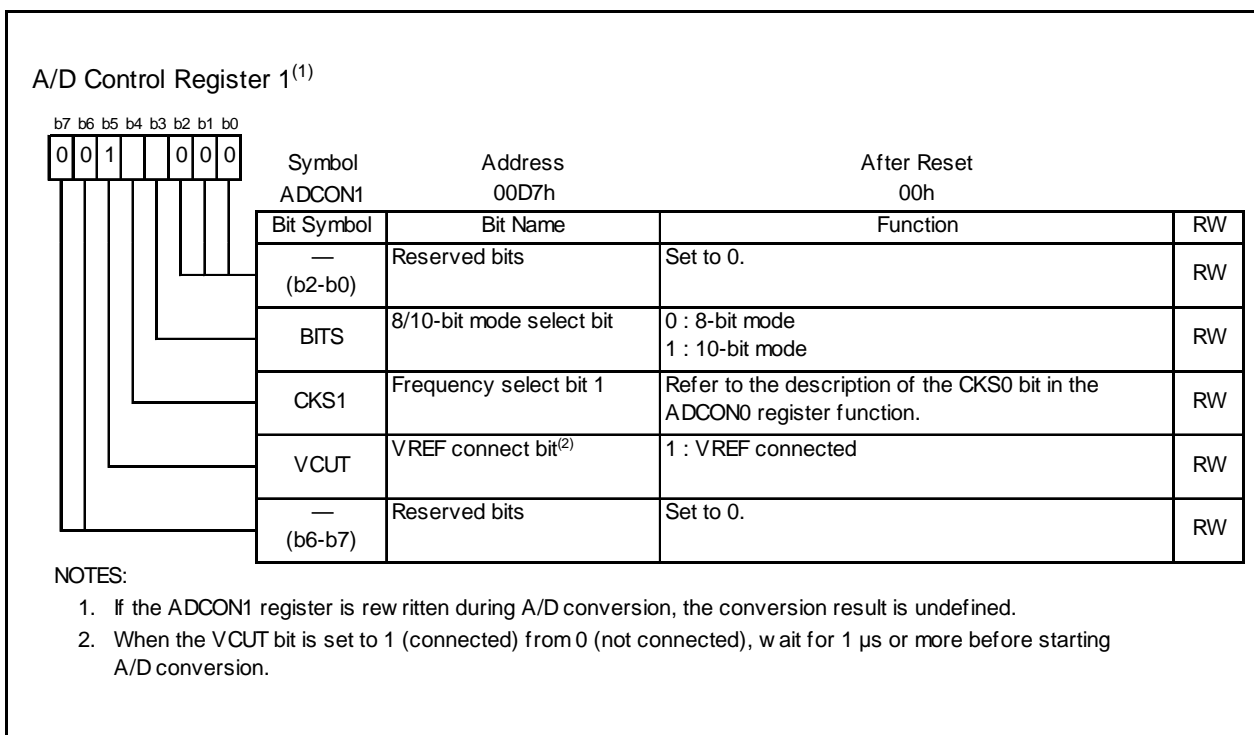 A/D Control Register 1(1)
b7 b6 b5 b4 b3 b2 b1 b0
0 0 1 0 0 0
Symbol Address After Reset
ADCON1 00D7h 00h
Bit Symbol Bit Name Function RW
—
(b2-b0)
Reserved bits
Set to 0.
RW
BITS
8/10-bit mode select bit
0 : 8-bit mode
1 : 10-bit mode
RW
CKS1
Frequency select bit 1
Refer to the description of the CKS0 bit in the
ADCON0 register function.
RW
VCUT
VREF connect bit(2)
1 : VREF connected
RW
—
(b6-b7)
Reserved bits
Set to 0.
RW
NOTES:
1. If the ADCON1 register is rewritten during A/D conversion, the conversion result is undefined.
2. When the VCUT bit is set to 1 (connected) from 0 (not connected), wait for 1 µs or more before starting
A/D conversion.